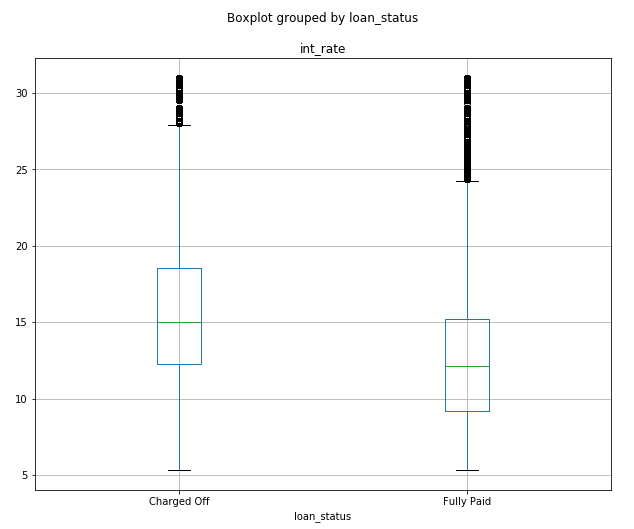 Boxplot grouped by loan_status
int_rate
30
25
20
15
10
5
Charged Off
Fully Paid
loan_status